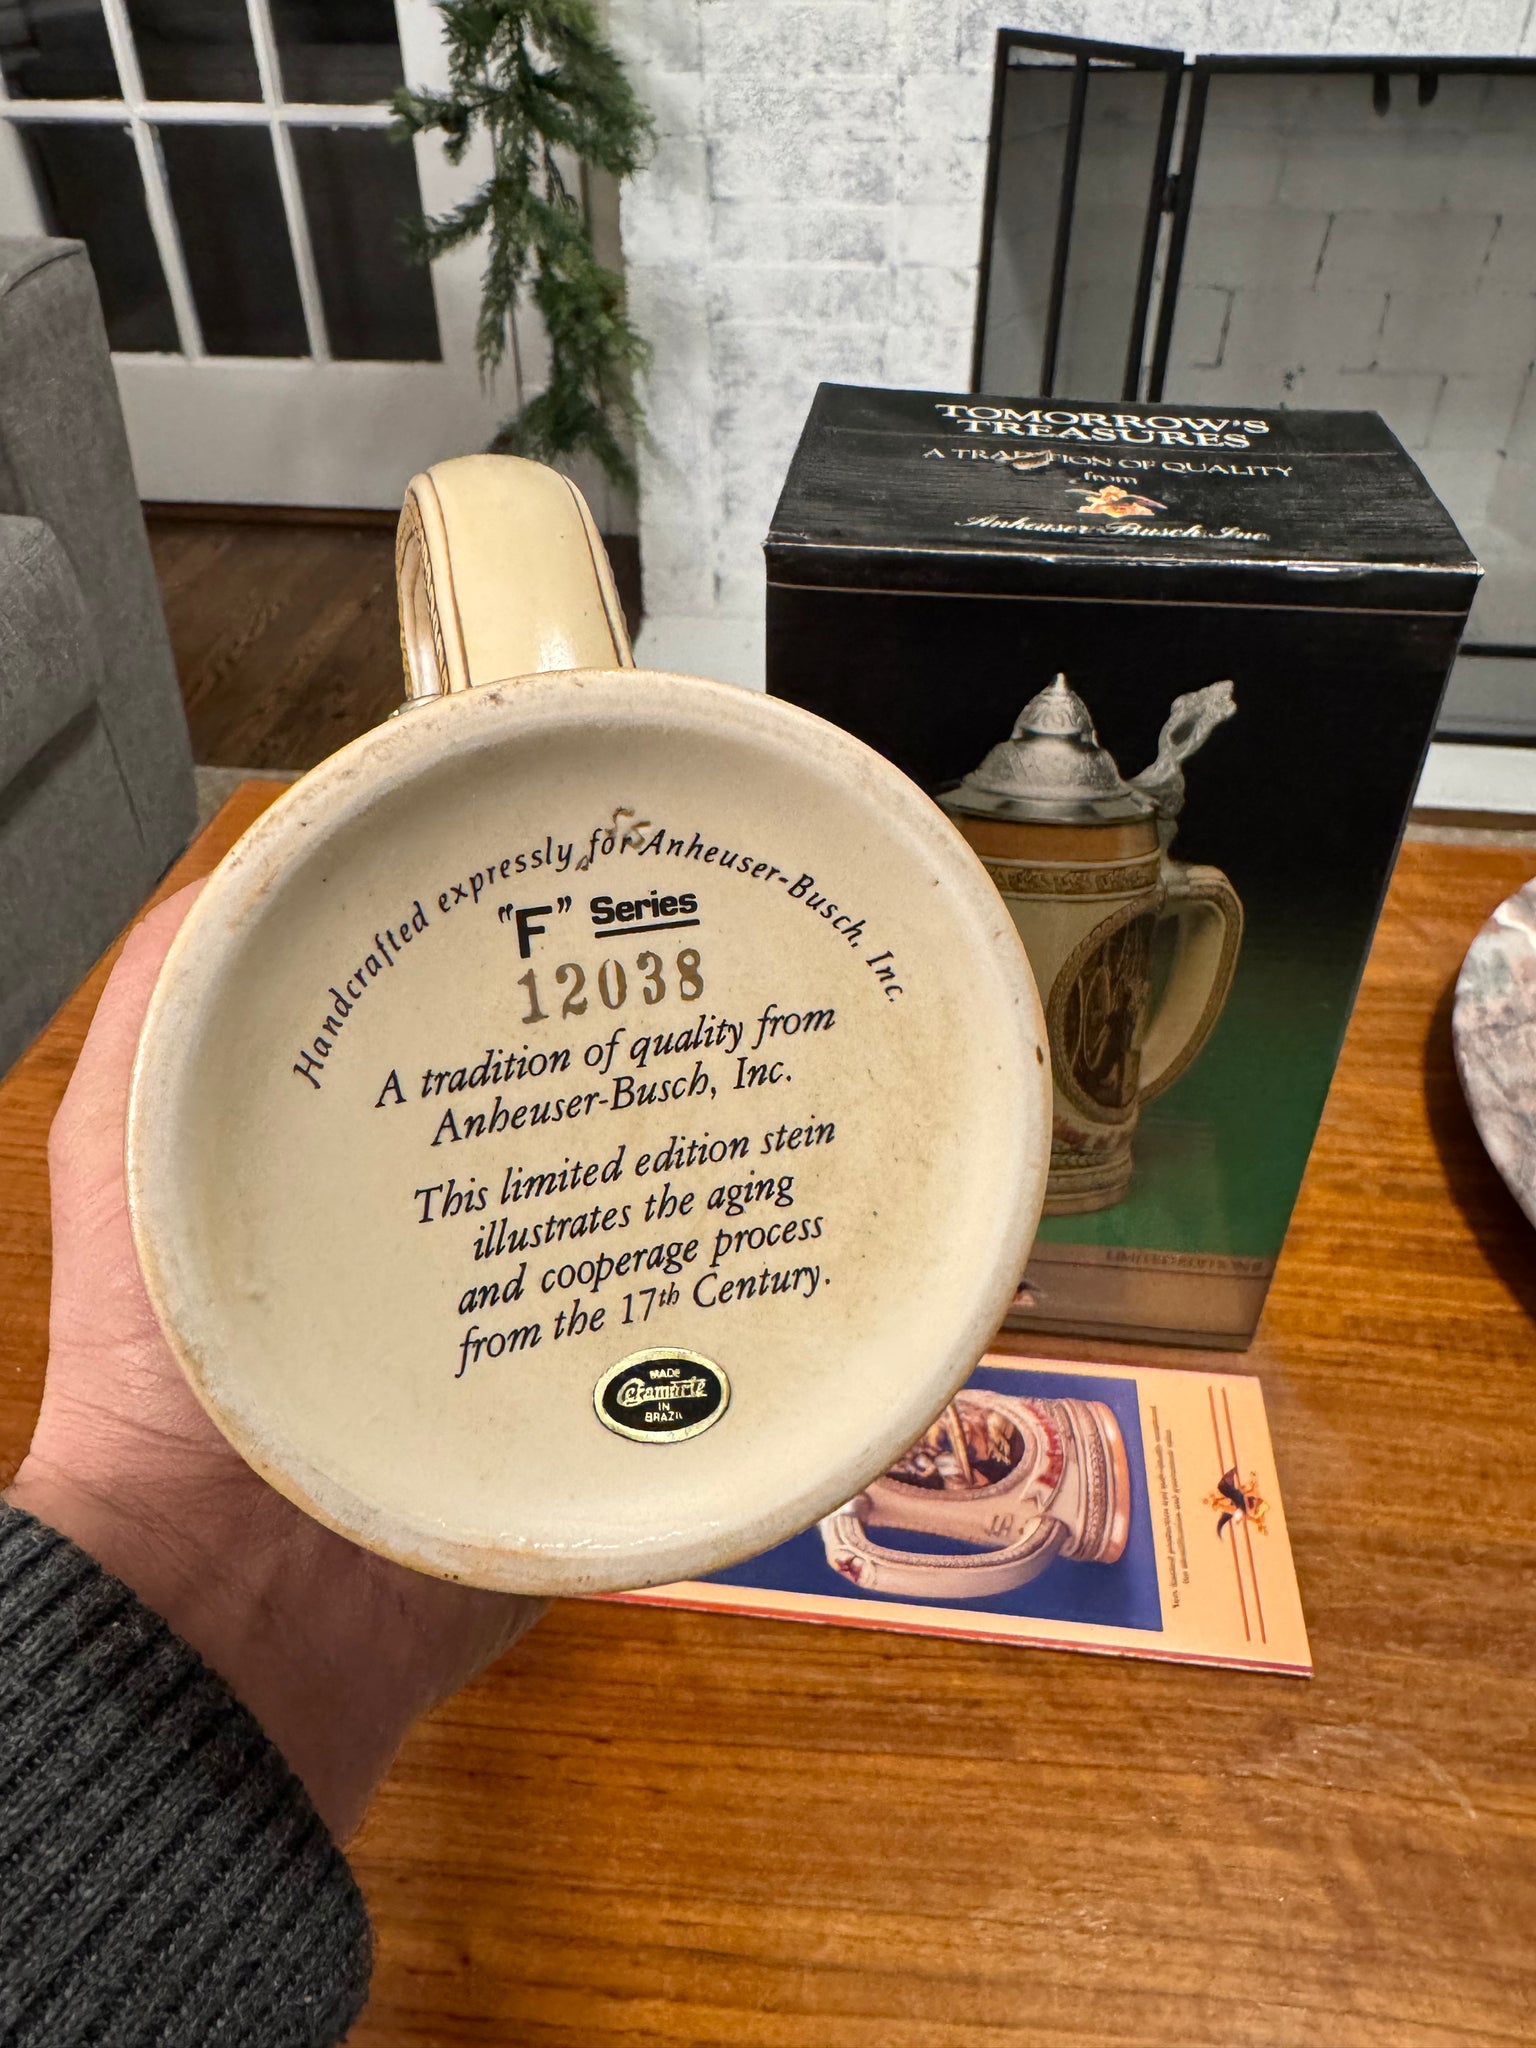 TOMORROW'S
TREASURES
A TRADITION OF QUALITY
from
Anheuser-Busch, Inc.
Handcrafted expressly for Anheuser-Busch, Inc.
"F" Series
12038
A tradition of quality from
Anheuser-Busch, Inc.
This limited edition stein
illustrates the aging
and cooperage process
from the 17th Century.
MADE
Ceramarte
IN
BRAZIL